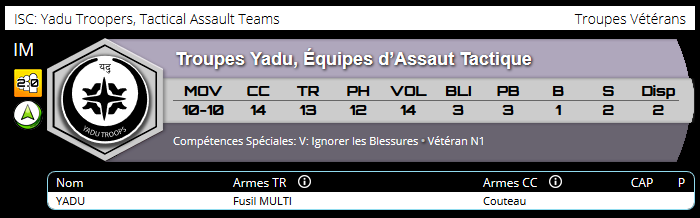 ISC: Yadu Troopers, Tactical Assault Teams Troupes Vétérans
IM
यदु
YADU TROOPS
Troupes Yadu, Équipes d'Assaut Tactique
MOV CC TR PH VOL BLI PB B S Disp
10-10 14 13 12 14 3 3 1 2 2
Compétences Spéciales: V: Ignorer les Blessures • Vétéran N1
Nom Armes TR Armes CC CAP P
YADU Fusil MULTI Couteau